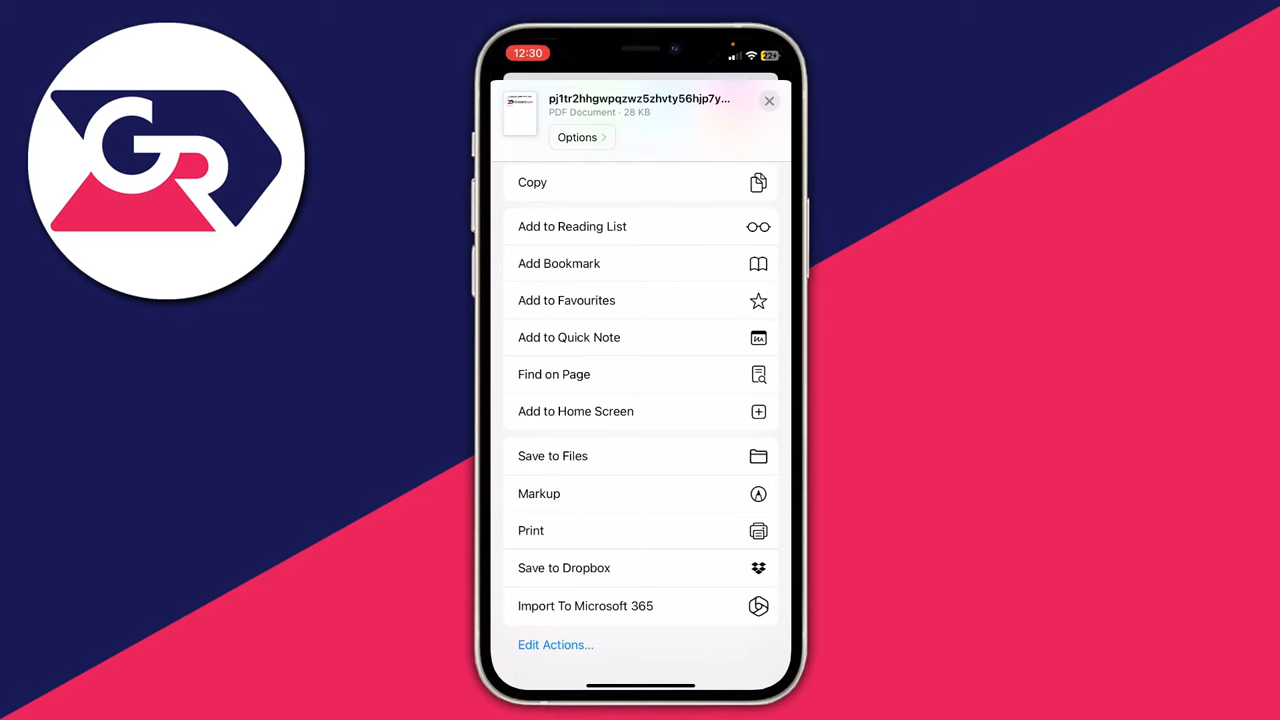 GR
12:30
22
pj1tr2hhgwpqzwz5zhvty56hjp7y...
PDF Document · 28 KB
Options
Copy
Add to Reading List
Add Bookmark
Add to Favourites
Add to Quick Note
Find on Page
Add to Home Screen
Save to Files
Markup
Print
Save to Dropbox
Import To Microsoft 365
Edit Actions...